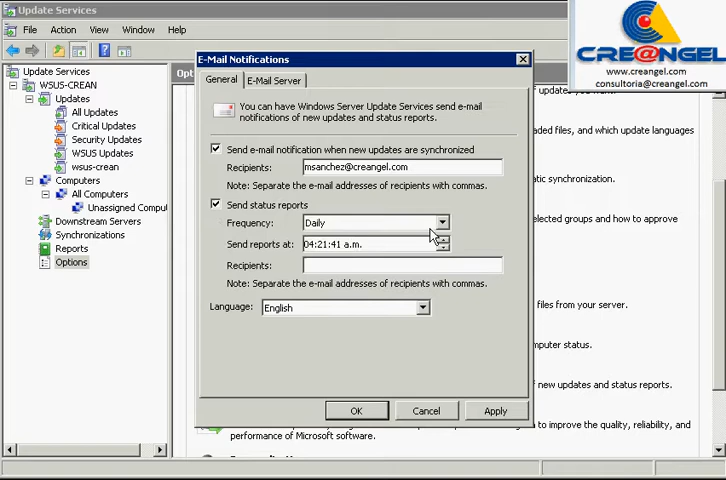 Update Services
File Action View Window Help
CRE@NGEL
www.creangel.com
consultoria@creangel.com
Update Services
WSUS-CREAN
Updates
All Updates
Critical Updates
Security Updates
WSUS Updates
wsus-crean
Computers
All Computers
Unassigned Compu
Downstream Servers
Synchronizations
Reports
Options
E-Mail Notifications
General
E-Mail Server
You can have Windows Server Update Services send e-mail
notifications of new updates and status reports.
Send e-mail notification when new updates are synchronized
Recipients: msanchez@creangel.com
Note: Separate the e-mail addresses of recipients with commas.
Send status reports
Frequency: Daily
Send reports at: 04:21:41 a.m.
Recipients:
Note: Separate the e-mail addresses of recipients with commas.
Language: English
OK Cancel Apply
Opt
of updates you want.
aded files, and which update languages
atic synchronization.
elected groups and how to approve
files from your server.
mputer status.
of new updates and status reports.
to improve the quality, reliability, and
performance of Microsoft software.